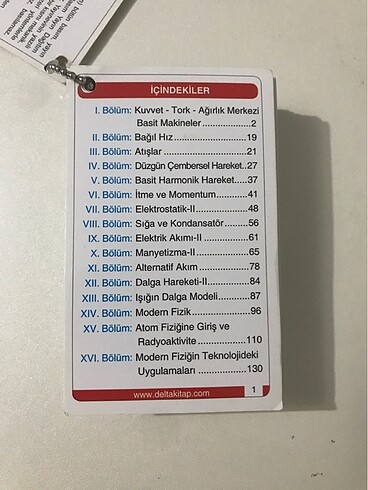 İÇİNDEKİLER
I. Bölüm: Kuvvet - Tork - Ağırlık Merkezi
Basit Makineler ....................2
II. Bölüm: Bağıl Hız ............................19
III. Bölüm: Atışlar ................................21
IV. Bölüm: Düzgün Çembersel Hareket..27
V. Bölüm: Basit Harmonik Hareket.....37
VI. Bölüm: İtme ve Momentum............41
VII. Bölüm: Elektrostatik-II..................48
VIII. Bölüm: Sığa ve Kondansatör.........56
IX. Bölüm: Elektrik Akımı-II ...............61
X. Bölüm: Manyetizma-II ..................65
XI. Bölüm: Alternatif Akım .................78
XII. Bölüm: Dalga Hareketi-II..............84
XIII. Bölüm: Işığın Dalga Modeli..........87
XIV. Bölüm: Modern Fizik ....................96
XV. Bölüm: Atom Fiziğine Giriş ve
Radyoaktivite ....................110
XVI. Bölüm: Modern Fiziğin Teknolojideki
Uygulamaları ..................130
www.deltakitap.com
1